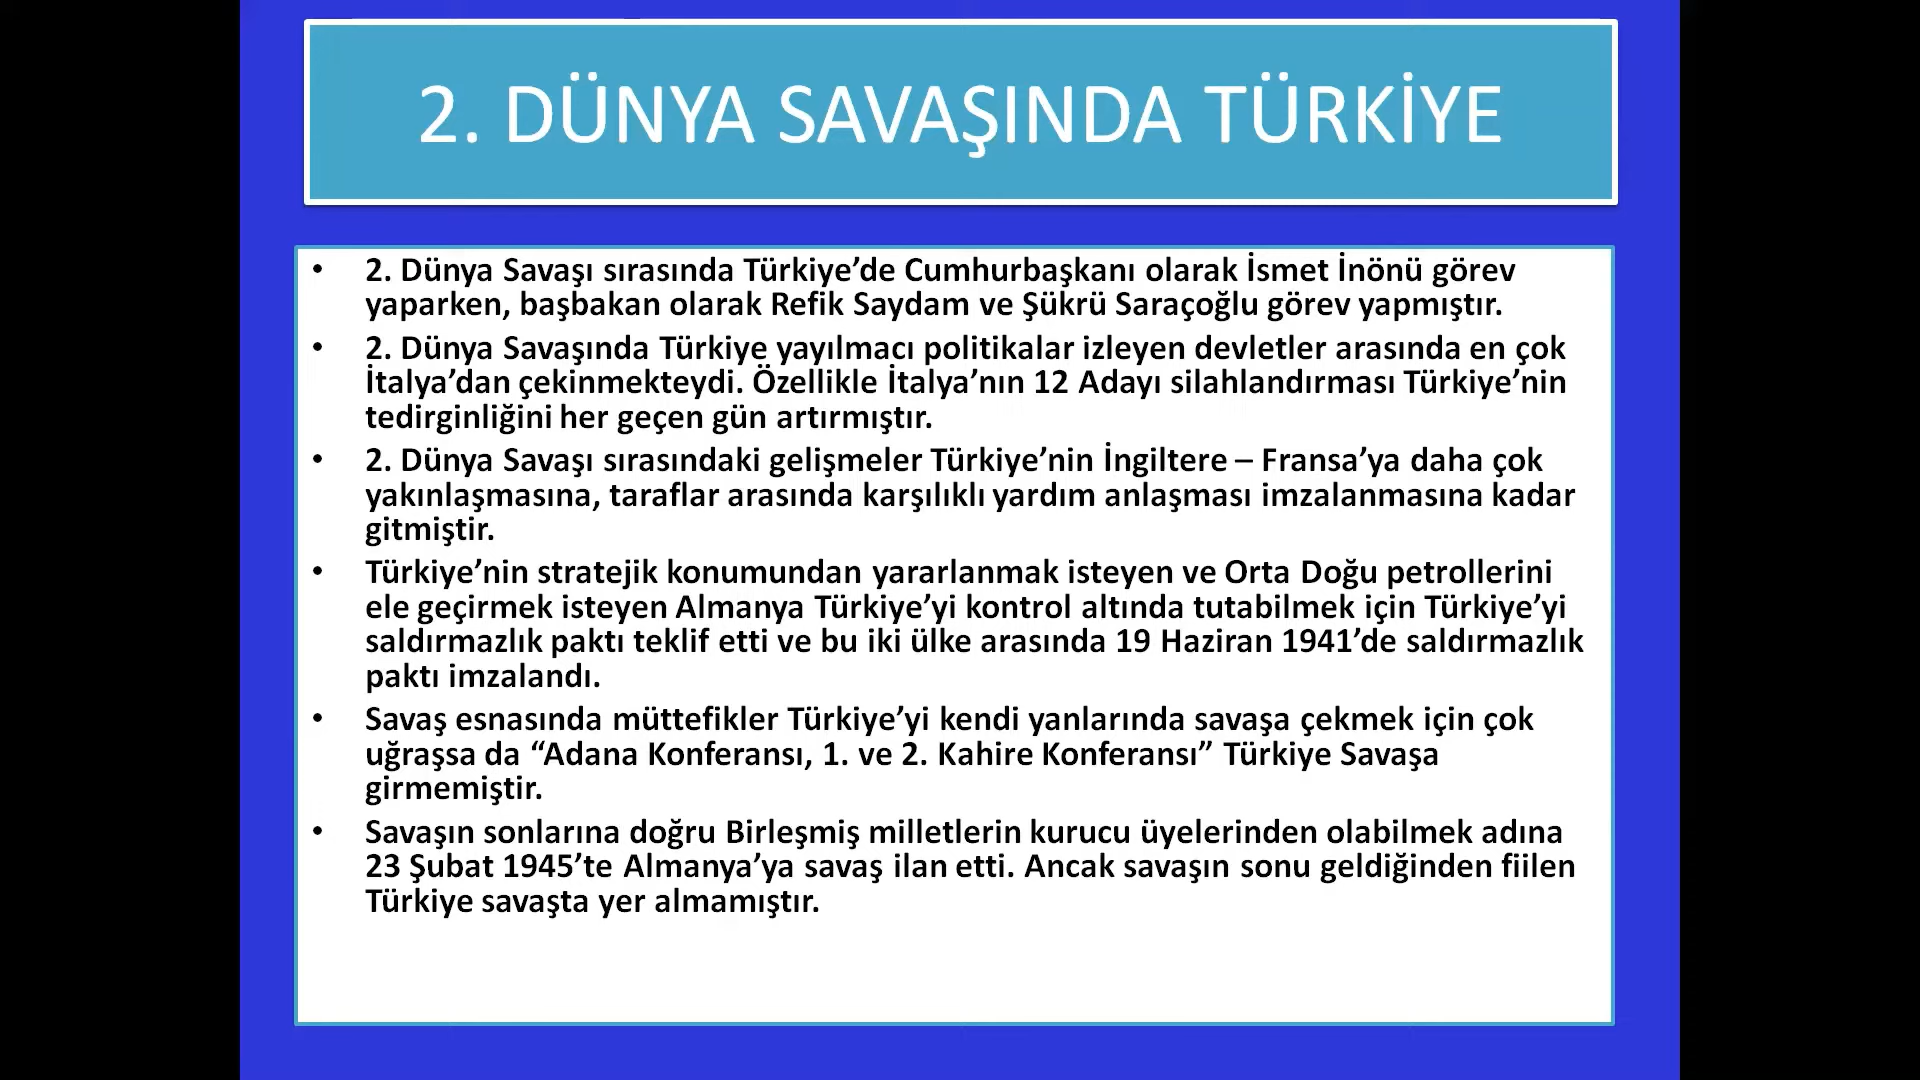 2. DÜNYA SAVAŞINDA TÜRKİYE
• 2. Dünya Savaşı sırasında Türkiye’de Cumhurbaşkanı olarak İsmet İnönü görev
yaparken, başbakan olarak Refik Saydam ve Şükrü Saraçoğlu görev yapmıştır.
• 2. Dünya Savaşında Türkiye yayılmacı politikalar izleyen devletler arasında en çok
İtalya’dan çekinmekteydi. Özellikle İtalya’nın 12 Adayı silahlandırması Türkiye’nin
tedirginliğini her geçen gün artırmıştır.
• 2. Dünya Savaşı sırasındaki gelişmeler Türkiye’nin İngiltere – Fransa’ya daha çok
yakınlaşmasına, taraflar arasında karşılıklı yardım anlaşması imzalanmasına kadar
gitmiştir.
• Türkiye’nin stratejik konumundan yararlanmak isteyen ve Orta Doğu petrollerini
ele geçirmek isteyen Almanya Türkiye’yi kontrol altında tutabilmek için Türkiye’yi
saldırmazlık paktı teklif etti ve bu iki ülke arasında 19 Haziran 1941’de saldırmazlık
paktı imzalandı.
• Savaş esnasında müttefikler Türkiye’yi kendi yanlarında savaşa çekmek için çok
uğraşsa da “Adana Konferansı, 1. ve 2. Kahire Konferansı” Türkiye Savaşa
girmemiştir.
• Savaşın sonlarına doğru Birleşmiş milletlerin kurucu üyelerinden olabilmek adına
23 Şubat 1945’te Almanya’ya savaş ilan etti. Ancak savaşın sonu geldiğinden fiilen
Türkiye savaşta yer almamıştır.